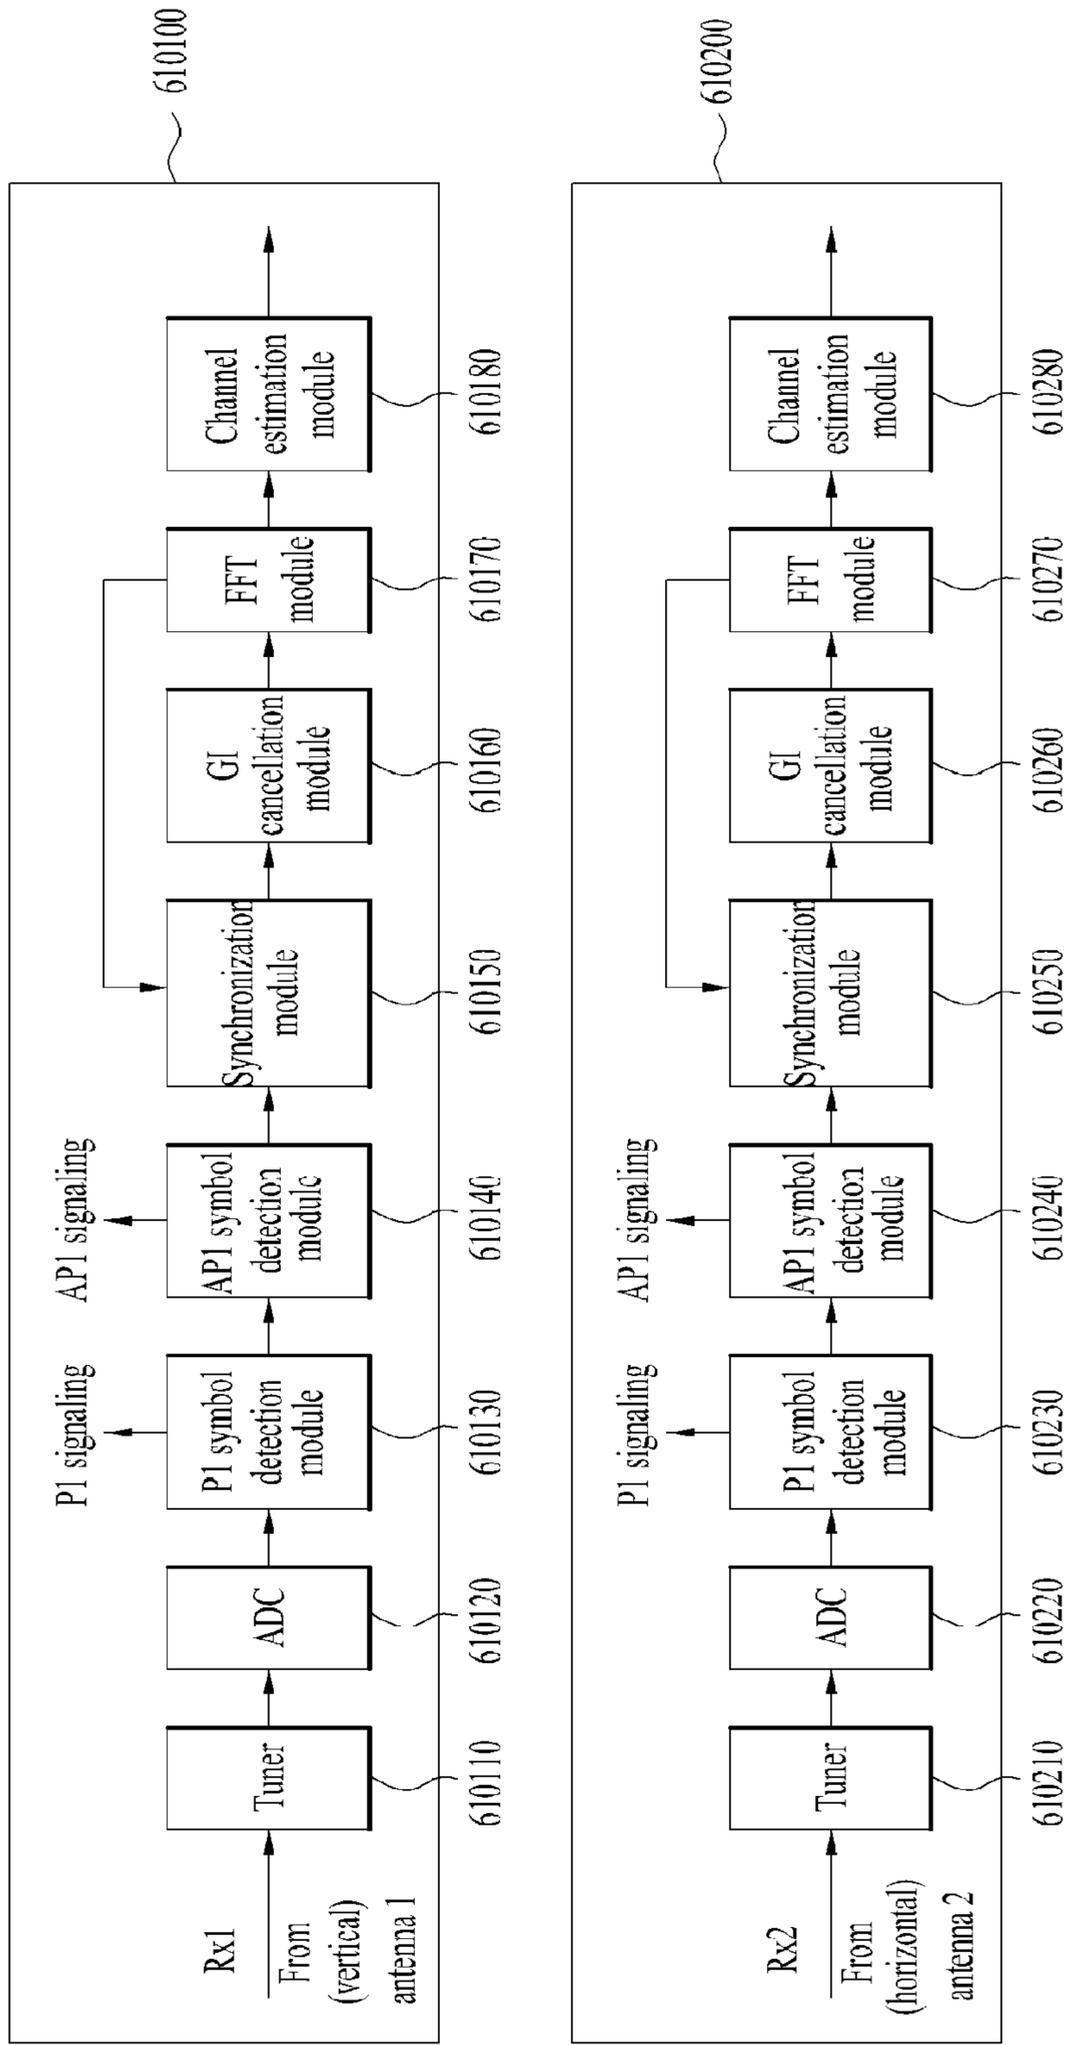 610100
Rx1
From
(vertical)
antenna 1
Tuner
610110
ADC
610120
P1 signaling
P1 symbol
detection
module
610130
AP1 signaling
AP1 symbol
detection
module
610140
Synchronization
module
610150
GI
cancellation
module
610160
FFT
module
610170
Channel
estimation
module
610180
610200
Rx2
From
(horizontal)
antenna 2
Tuner
610210
ADC
610220
P1 signaling
P1 symbol
detection
module
610230
AP1 signaling
AP1 symbol
detection
module
610240
Synchronization
module
610250
GI
cancellation
module
610260
FFT
module
610270
Channel
estimation
module
610280